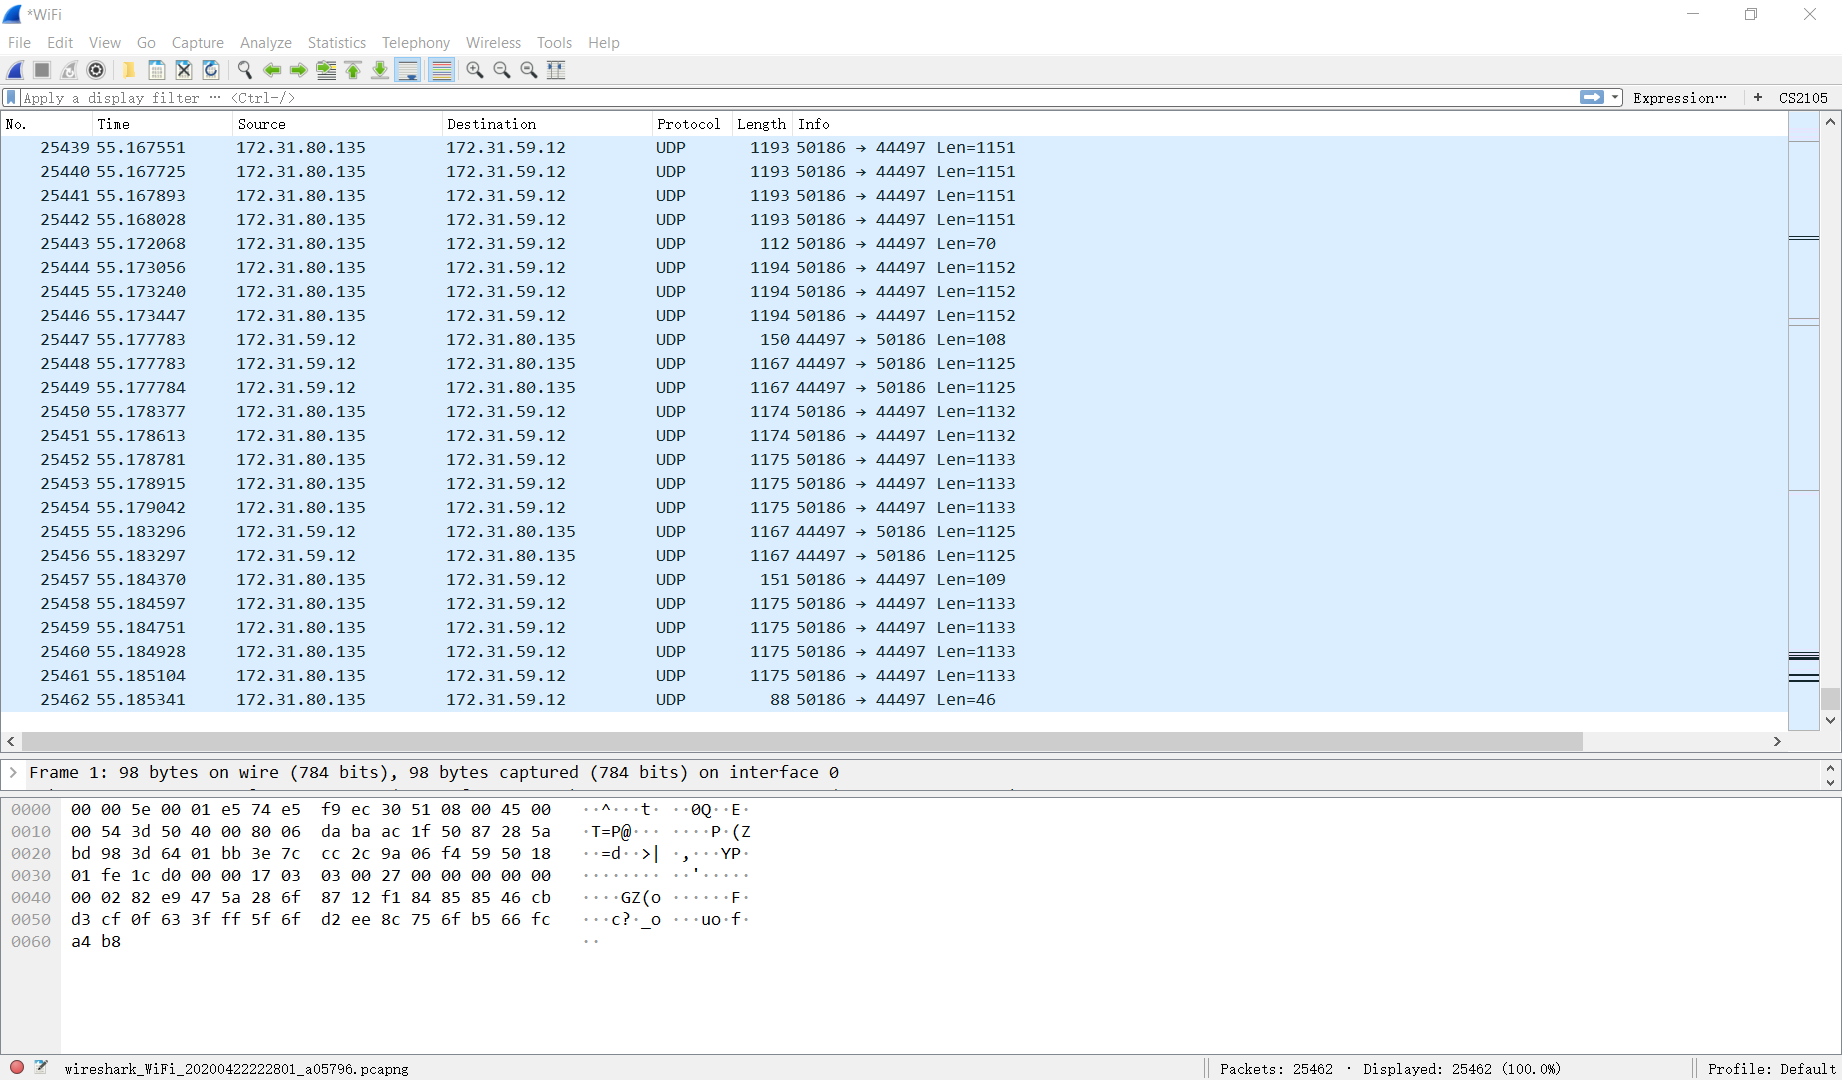 *WiFi
File Edit View Go Capture Analyze Statistics Telephony Wireless Tools Help
Apply a display filter ... <Ctrl-/> Expression... + CS2105
No. Time Source Destination Protocol Length Info
25439 55.167551 172.31.80.135 172.31.59.12 UDP 1193 50186 → 44497 Len=1151
25440 55.167725 172.31.80.135 172.31.59.12 UDP 1193 50186 → 44497 Len=1151
25441 55.167893 172.31.80.135 172.31.59.12 UDP 1193 50186 → 44497 Len=1151
25442 55.168028 172.31.80.135 172.31.59.12 UDP 1193 50186 → 44497 Len=1151
25443 55.172068 172.31.80.135 172.31.59.12 UDP 112 50186 → 44497 Len=70
25444 55.173056 172.31.80.135 172.31.59.12 UDP 1194 50186 → 44497 Len=1152
25445 55.173240 172.31.80.135 172.31.59.12 UDP 1194 50186 → 44497 Len=1152
25446 55.173447 172.31.80.135 172.31.59.12 UDP 1194 50186 → 44497 Len=1152
25447 55.177783 172.31.59.12 172.31.80.135 UDP 150 44497 → 50186 Len=108
25448 55.177783 172.31.59.12 172.31.80.135 UDP 1167 44497 → 50186 Len=1125
25449 55.177784 172.31.59.12 172.31.80.135 UDP 1167 44497 → 50186 Len=1125
25450 55.178377 172.31.80.135 172.31.59.12 UDP 1174 50186 → 44497 Len=1132
25451 55.178613 172.31.80.135 172.31.59.12 UDP 1174 50186 → 44497 Len=1132
25452 55.178781 172.31.80.135 172.31.59.12 UDP 1175 50186 → 44497 Len=1133
25453 55.178915 172.31.80.135 172.31.59.12 UDP 1175 50186 → 44497 Len=1133
25454 55.179042 172.31.80.135 172.31.59.12 UDP 1175 50186 → 44497 Len=1133
25455 55.183296 172.31.59.12 172.31.80.135 UDP 1167 44497 → 50186 Len=1125
25456 55.183297 172.31.59.12 172.31.80.135 UDP 1167 44497 → 50186 Len=1125
25457 55.184370 172.31.80.135 172.31.59.12 UDP 151 50186 → 44497 Len=109
25458 55.184597 172.31.80.135 172.31.59.12 UDP 1175 50186 → 44497 Len=1133
25459 55.184751 172.31.80.135 172.31.59.12 UDP 1175 50186 → 44497 Len=1133
25460 55.184928 172.31.80.135 172.31.59.12 UDP 1175 50186 → 44497 Len=1133
25461 55.185104 172.31.80.135 172.31.59.12 UDP 1175 50186 → 44497 Len=1133
25462 55.185341 172.31.80.135 172.31.59.12 UDP 88 50186 → 44497 Len=46
Frame 1: 98 bytes on wire (784 bits), 98 bytes captured (784 bits) on interface 0
0000 00 00 5e 00 01 e5 74 e5 f9 ec 30 51 08 00 45 00 ··^···t· ··0Q··E·
0010 00 54 3d 50 40 00 80 06 da ba ac 1f 50 87 28 5a ·T=P@··· ····P·(Z
0020 bd 98 3d 64 01 bb 3e 7c cc 2c 9a 06 f4 59 50 18 ··=d··>| ·,···YP·
0030 01 fe 1c d0 00 00 17 03 03 00 27 00 00 00 00 00 ········ ··'·····
0040 00 02 82 e9 47 5a 28 6f 87 12 f1 84 85 85 46 cb ····GZ(o ······F·
0050 d3 cf 0f 63 3f ff 5f 6f d2 ee 8c 75 6f b5 66 fc ···c?·_o ···uo·f·
0060 a4 b8 ··
wireshark_WiFi_20200422222801_a05796.pcapng Packets: 25462 · Displayed: 25462 (100.0%) Profile: Default